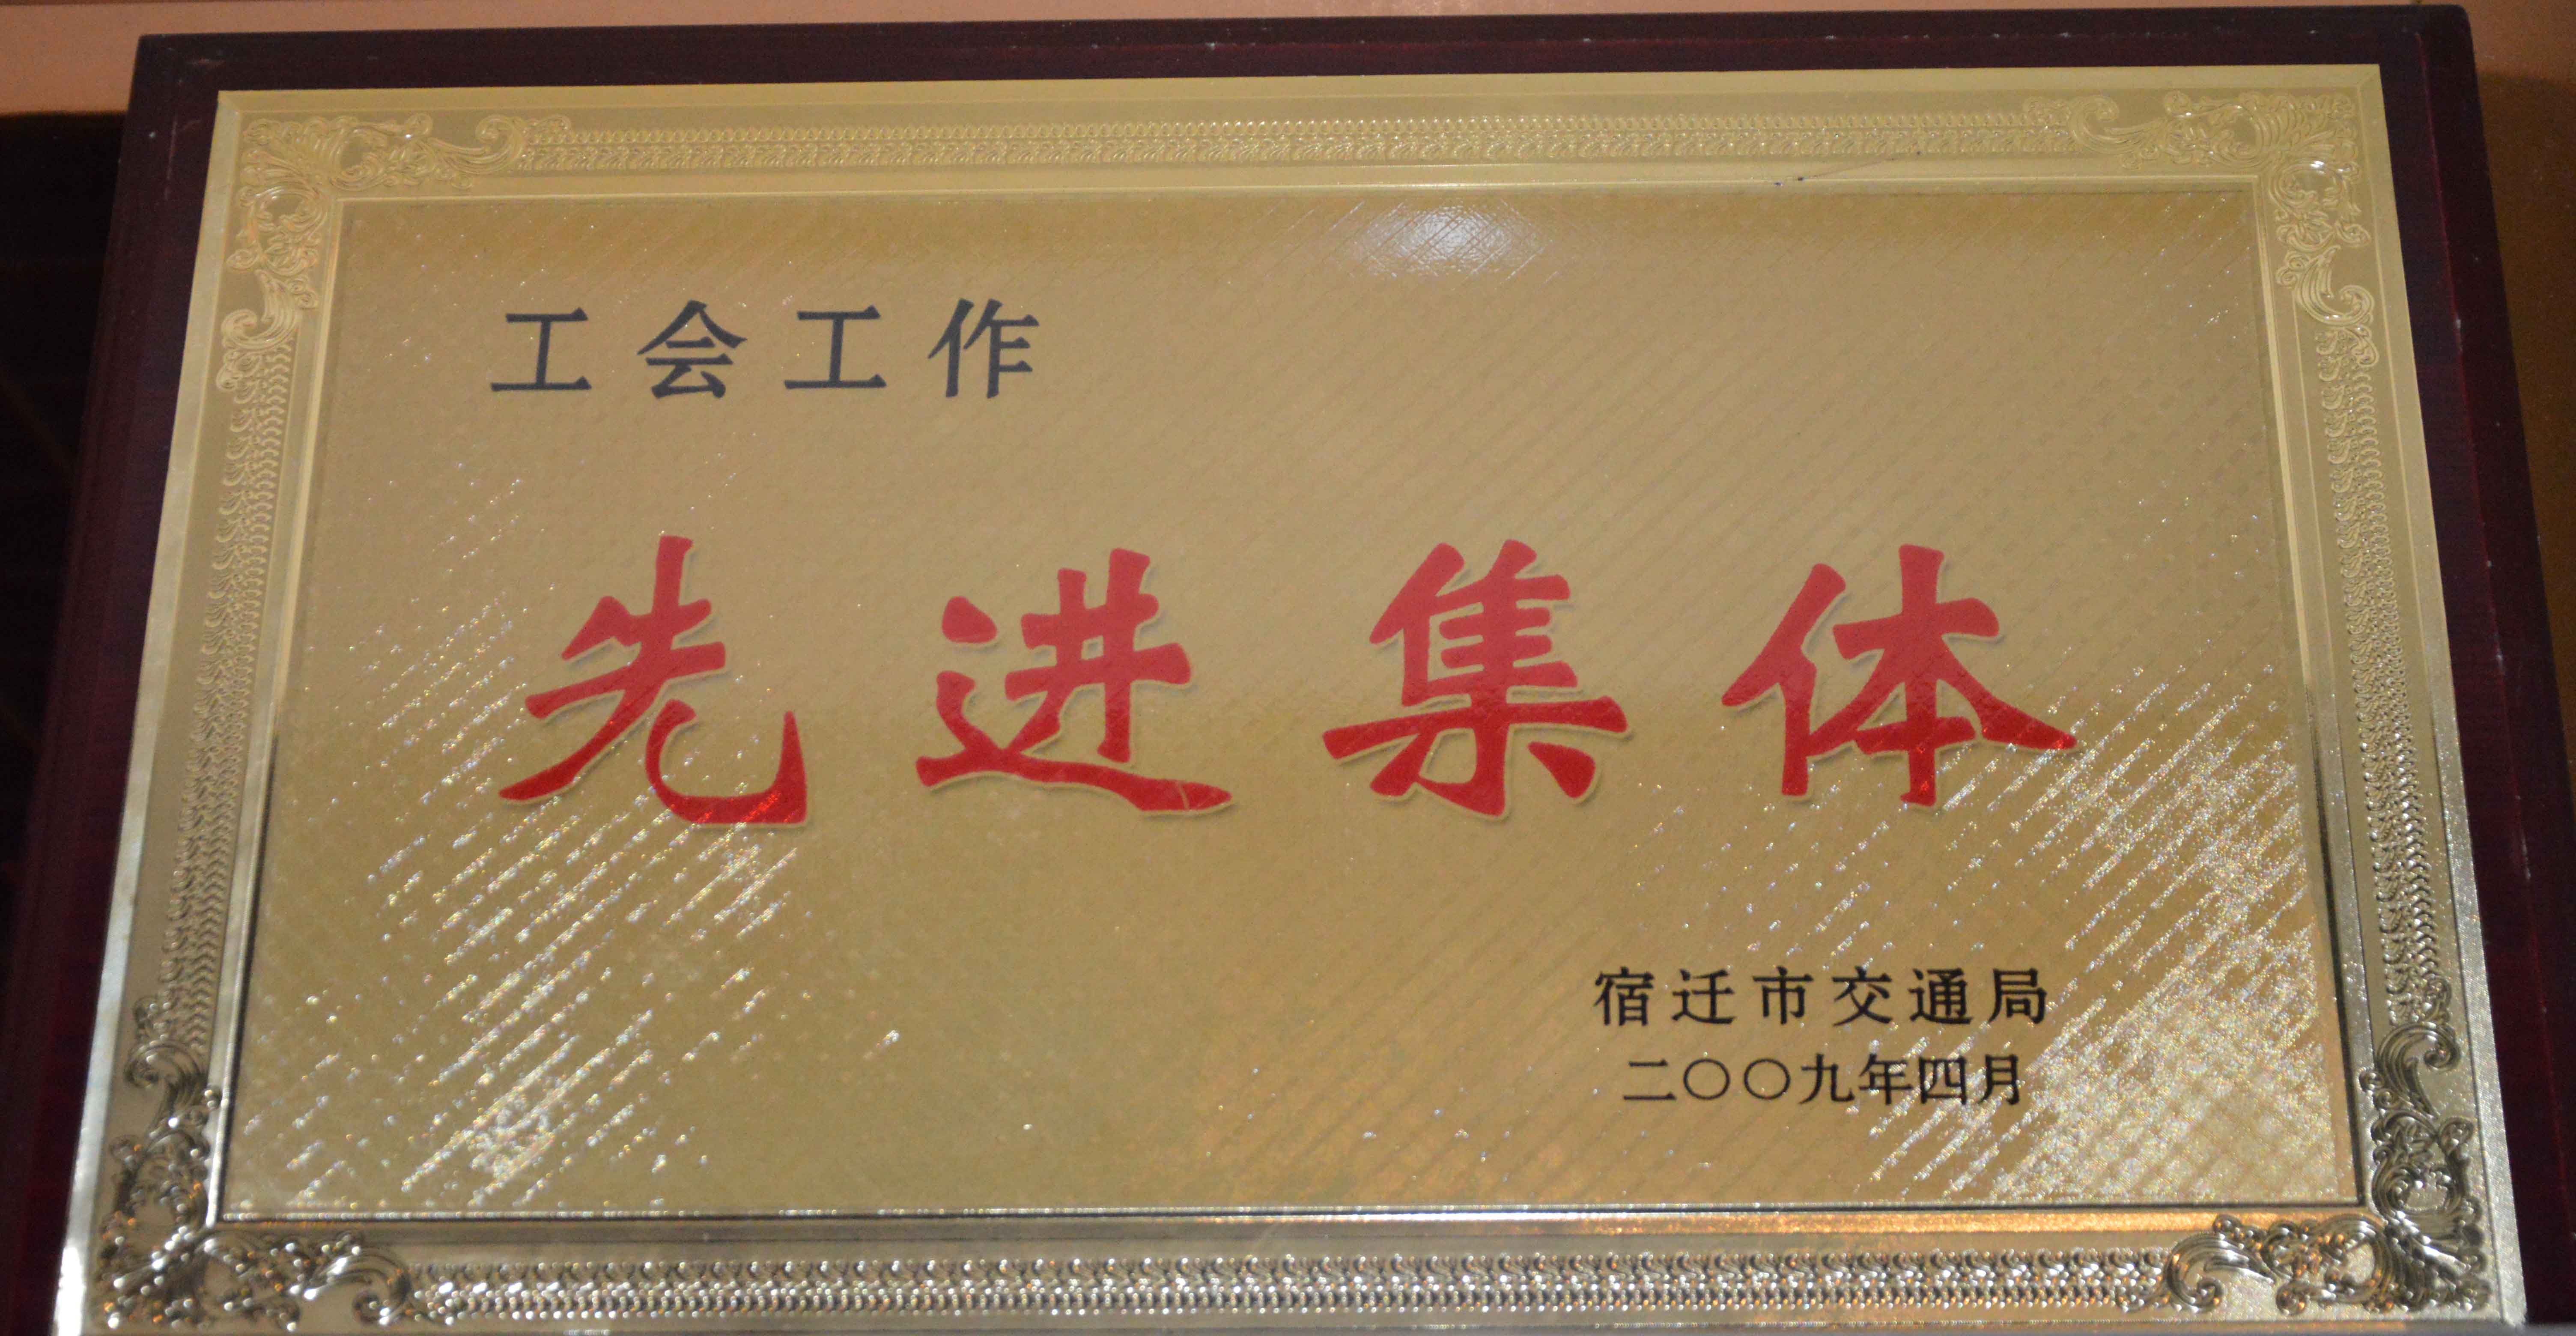 工会工作
先进集体
宿迁市交通局
二〇〇九年四月